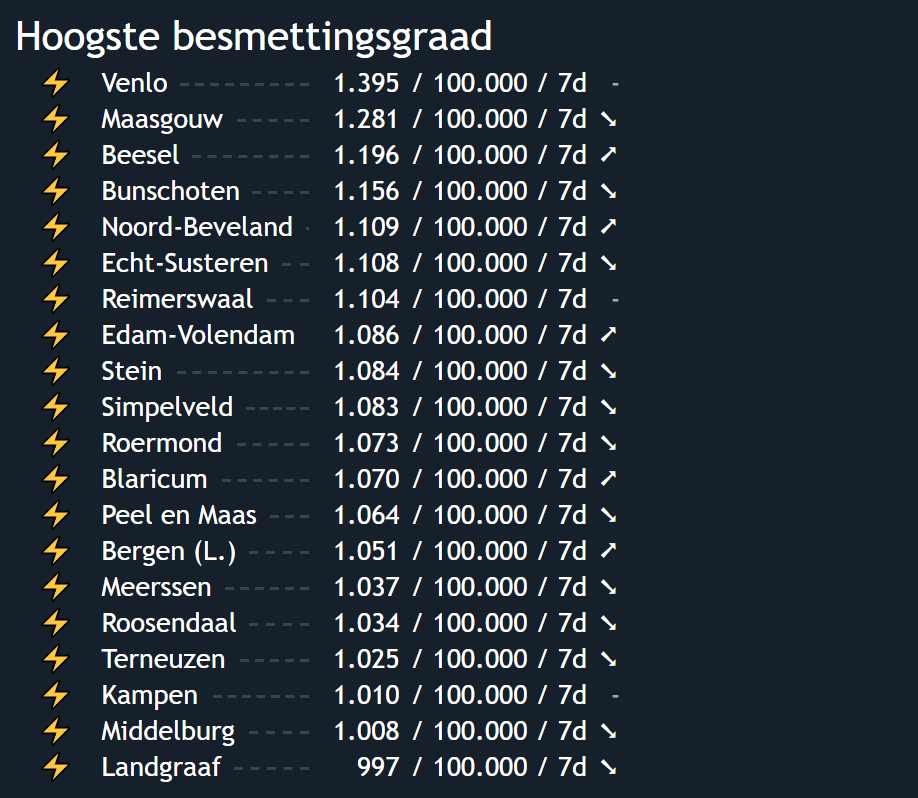 Hoogste besmettingsgraad
⚡ Venlo --------- 1.395 / 100.000 / 7d -
⚡ Maasgouw ----- 1.281 / 100.000 / 7d ➘
⚡ Beesel -------- 1.196 / 100.000 / 7d ➚
⚡ Bunschoten ---- 1.156 / 100.000 / 7d ➘
⚡ Noord-Beveland - 1.109 / 100.000 / 7d ➚
⚡ Echt-Susteren -- 1.108 / 100.000 / 7d ➘
⚡ Reimerswaal --- 1.104 / 100.000 / 7d -
⚡ Edam-Volendam 1.086 / 100.000 / 7d ➚
⚡ Stein --------- 1.084 / 100.000 / 7d ➘
⚡ Simpelveld ----- 1.083 / 100.000 / 7d ➘
⚡ Roermond ----- 1.073 / 100.000 / 7d ➘
⚡ Blaricum ------ 1.070 / 100.000 / 7d ➚
⚡ Peel en Maas --- 1.064 / 100.000 / 7d ➘
⚡ Bergen (L.) ---- 1.051 / 100.000 / 7d ➚
⚡ Meerssen ------ 1.037 / 100.000 / 7d ➘
⚡ Roosendaal ---- 1.034 / 100.000 / 7d ➘
⚡ Terneuzen ----- 1.025 / 100.000 / 7d ➘
⚡ Kampen ------- 1.010 / 100.000 / 7d -
⚡ Middelburg ---- 1.008 / 100.000 / 7d ➘
⚡ Landgraaf ----- 997 / 100.000 / 7d ➘